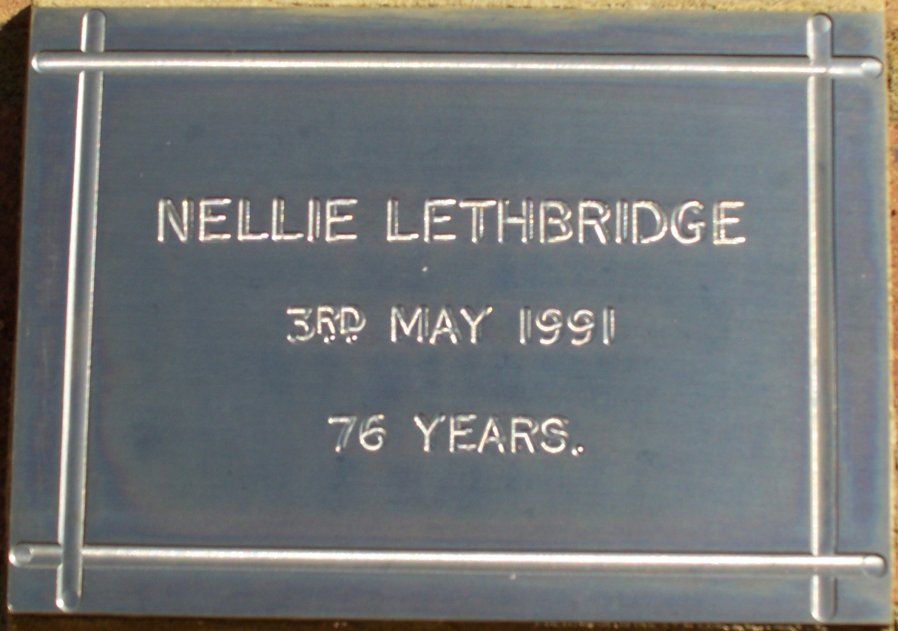 NELLIE LETHBRIDGE
3RD MAY 1991
76 YEARS.